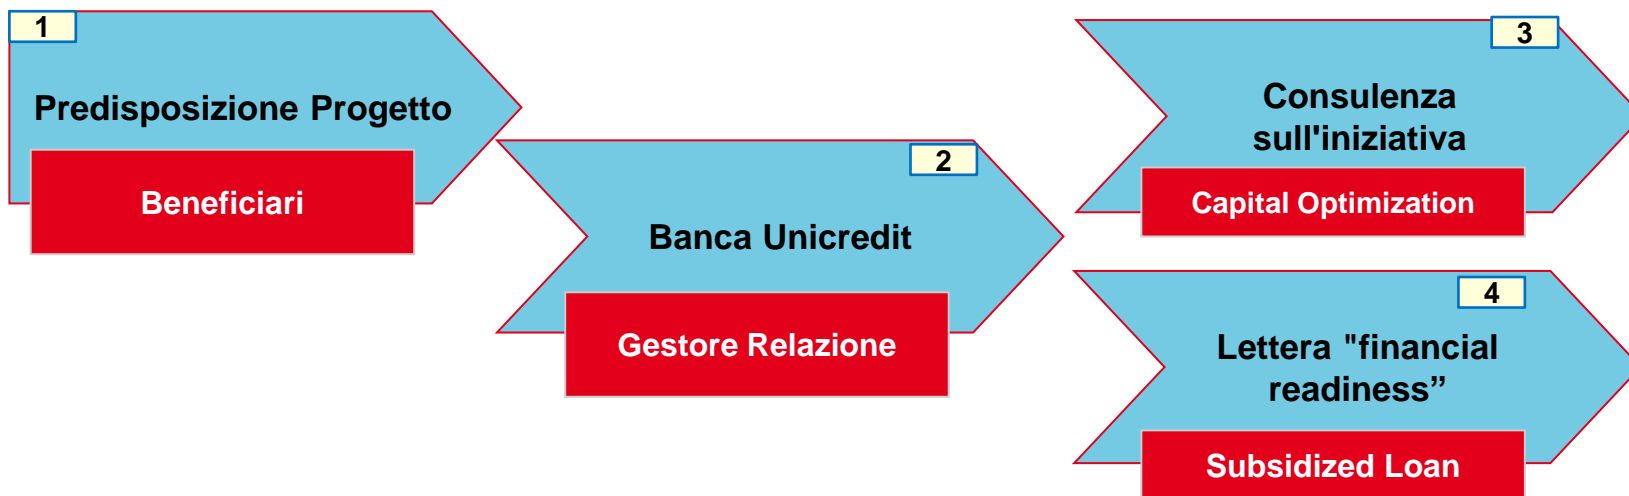 1
Predisposizione Progetto
Beneficiari
2
Banca Unicredit
Gestore Relazione
3
Consulenza
sull'iniziativa
Capital Optimization
4
Lettera "financial
readiness”
Subsidized Loan